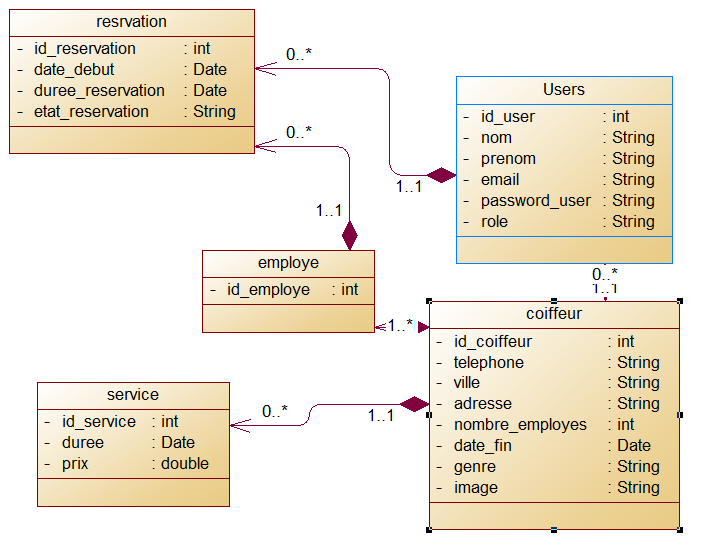 resrvation
- id_reservation : int
- date_debut : Date
- duree_reservation : Date
- etat_reservation : String
0..*
0..*
1..1
1..1
Users
- id_user : int
- nom : String
- prenom : String
- email : String
- password_user : String
- role : String
0..*
1..1
employe
- id_employe : int
1..*
coiffeur
- id_coiffeur : int
- telephone : String
- ville : String
- adresse : String
- nombre_employes : int
- date_fin : Date
- genre : String
- image : String
service
- id_service : int
- duree : Date
- prix : double
0..*
1..1